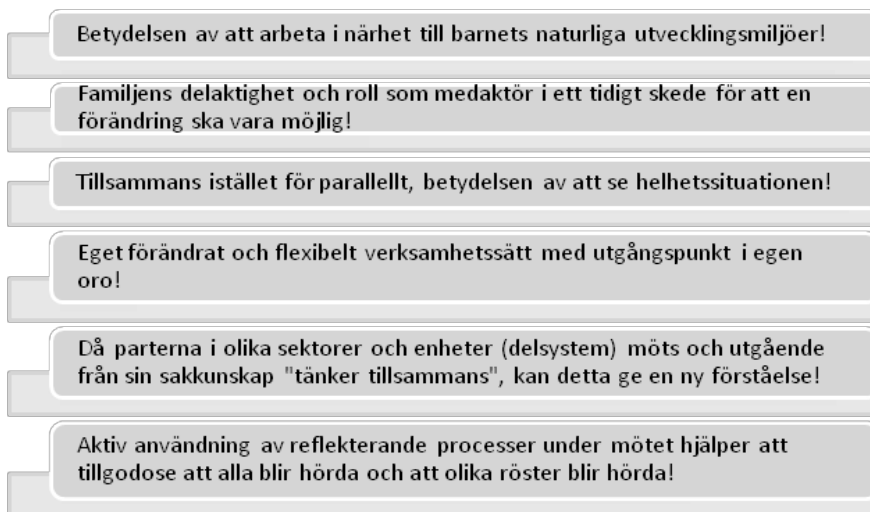 Betydelsen av att arbeta i närhet till barnets naturliga utvecklingsmiljöer!
Familjens delaktighet och roll som medaktör i ett tidigt skede för att en
förändring ska vara möjlig!
Tillsammans istället för parallellt, betydelsen av att se helhetssituationen!
Eget förändrat och flexibelt verksamhetssätt med utgångspunkt i egen
oro!
Då parterna i olika sektorer och enheter (delsystem) möts och utgående
från sin sakkunskap "tänker tillsammans", kan detta ge en ny förståelse!
Aktiv användning av reflekterande processer under mötet hjälper att
tillgodose att alla blir hörda och att olika röster blir hörda!